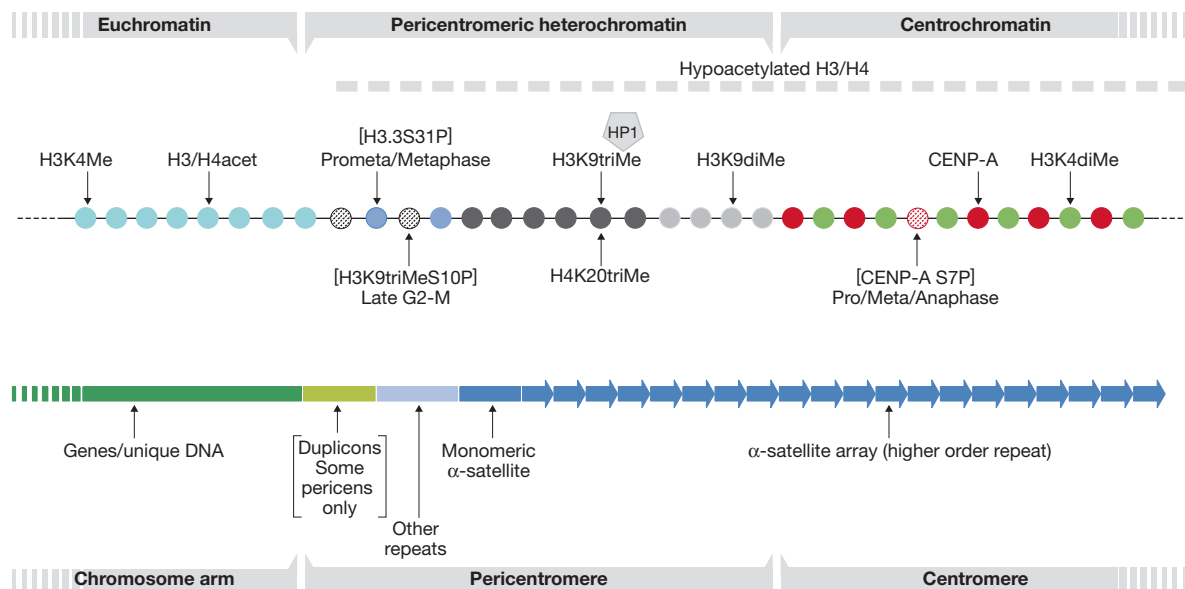 Euchromatin
Pericentromeric heterochromatin
Centrochromatin
Hypoacetylated H3/H4
HP1
[H3.3S31P]
Prometa/Metaphase
H3K4Me
H3/H4acet
H3K9triMe
H3K9diMe
CENP-A
H3K4diMe
[H3K9triMeS10P]
Late G2-M
H4K20triMe
[CENP-A S7P]
Pro/Meta/Anaphase
Genes/unique DNA
Duplicons
Some
pericens
only
Other
repeats
Monomeric
α-satellite
α-satellite array (higher order repeat)
Chromosome arm
Pericentromere
Centromere